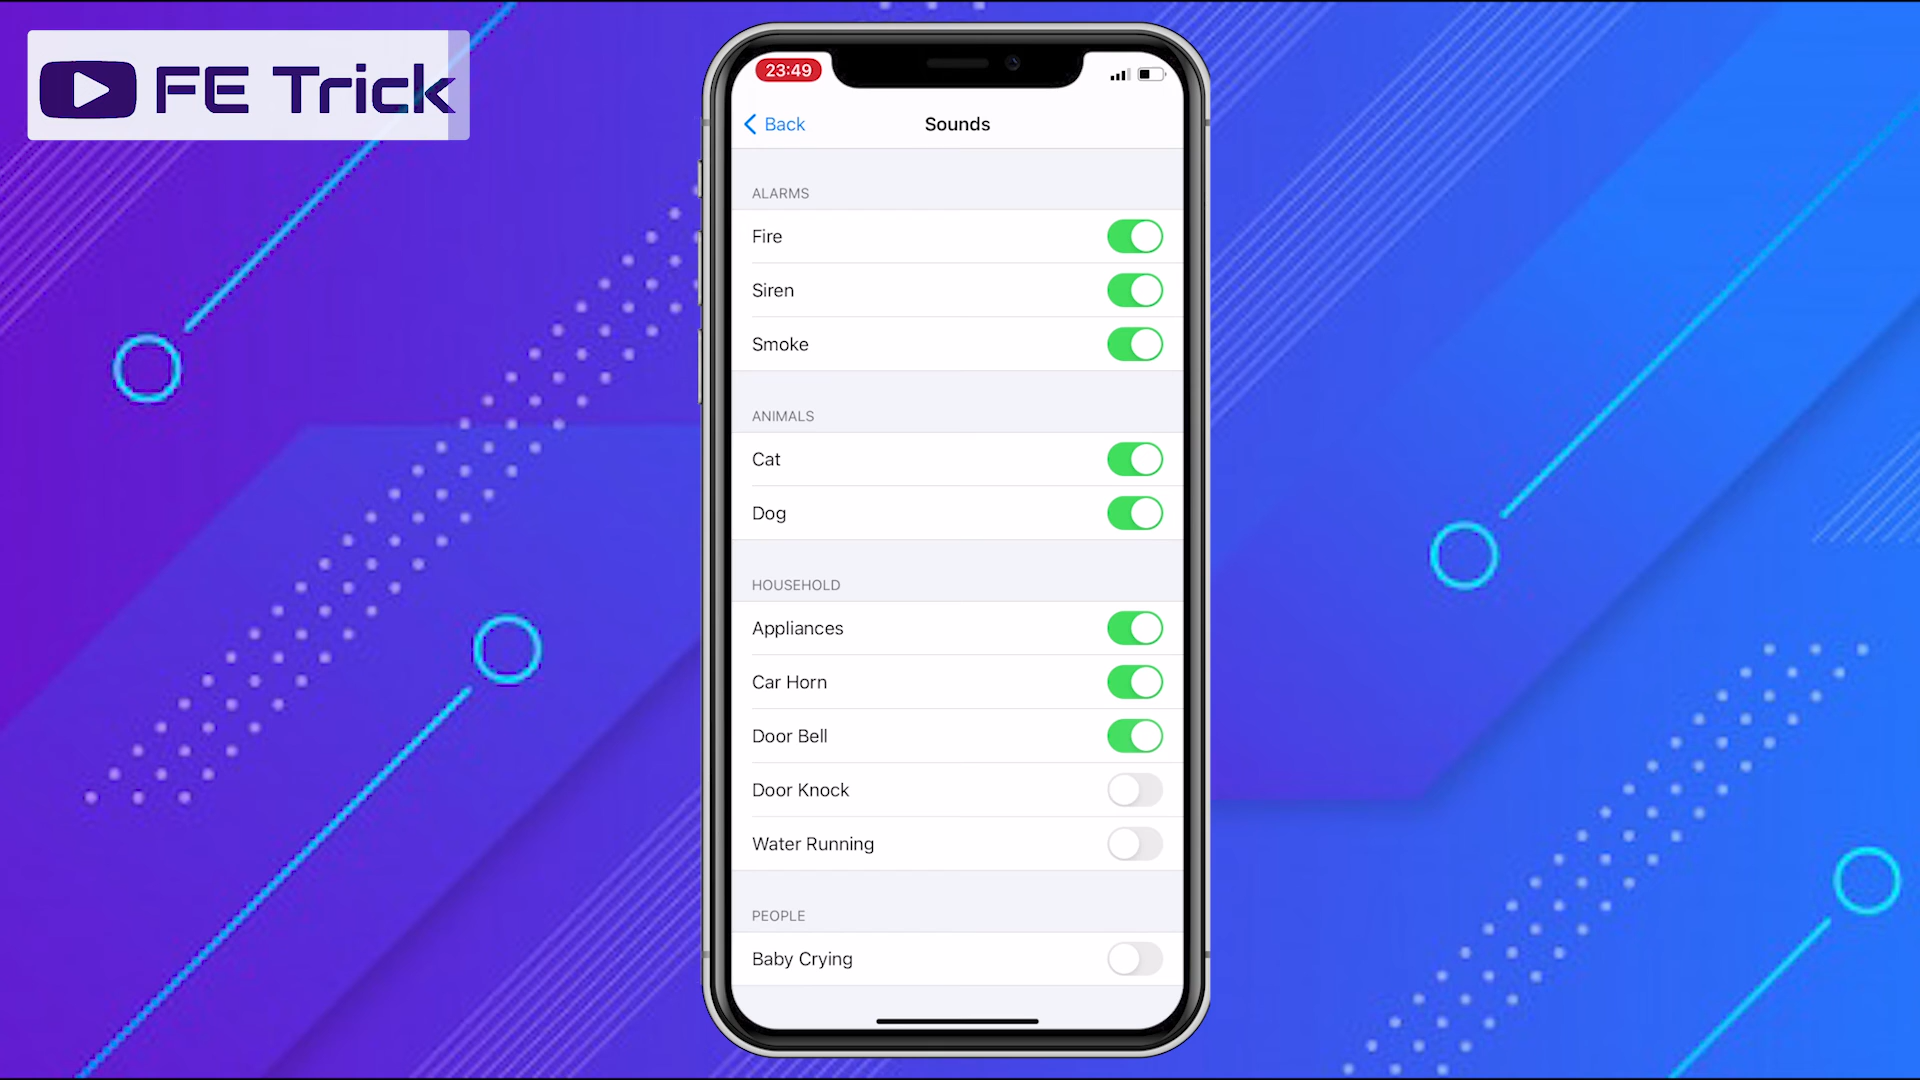 FE Trick
23:49
Back
Sounds
ALARMS
Fire
Siren
Smoke
ANIMALS
Cat
Dog
HOUSEHOLD
Appliances
Car Horn
Door Bell
Door Knock
Water Running
PEOPLE
Baby Crying